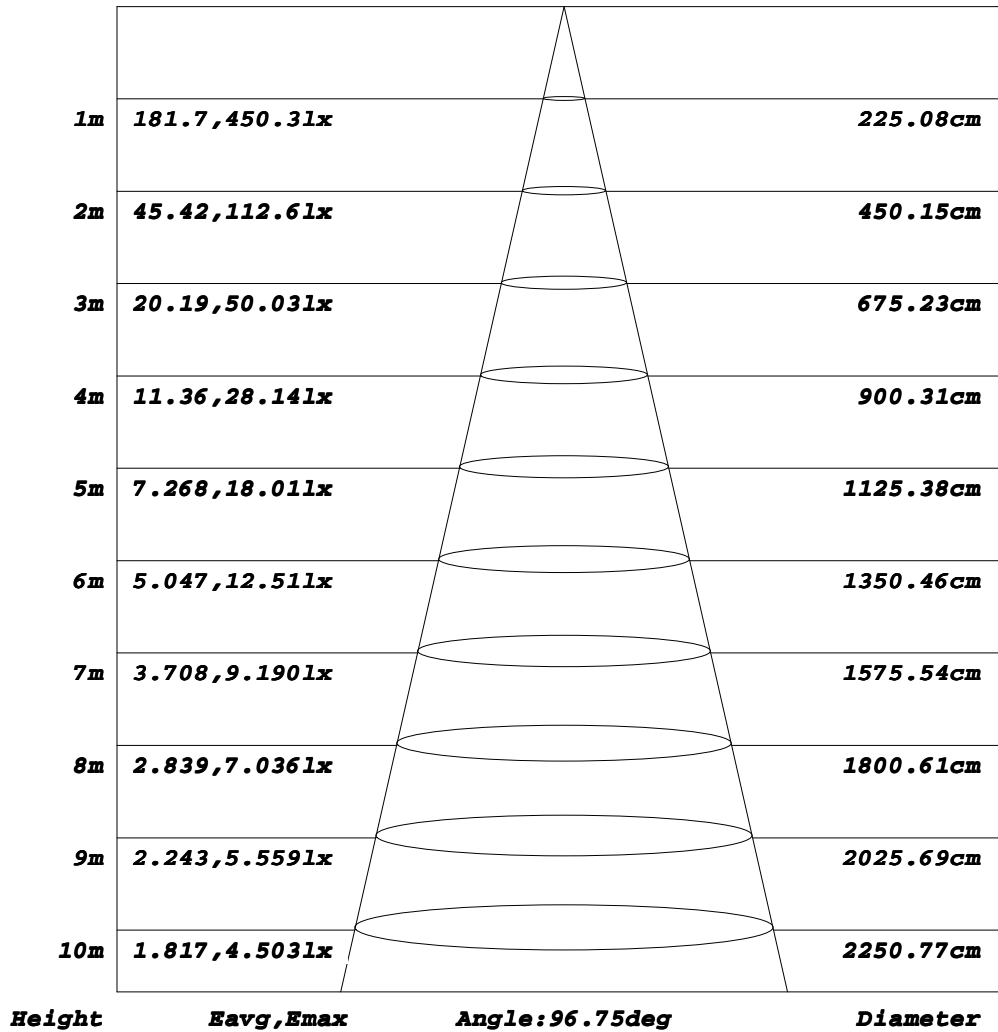 1m 181.7,450.3lx 225.08cm
2m 45.42,112.6lx 450.15cm
3m 20.19,50.03lx 675.23cm
4m 11.36,28.14lx 900.31cm
5m 7.268,18.01lx 1125.38cm
6m 5.047,12.51lx 1350.46cm
7m 3.708,9.190lx 1575.54cm
8m 2.839,7.036lx 1800.61cm
9m 2.243,5.559lx 2025.69cm
10m 1.817,4.503lx 2250.77cm
Height Eavg,Emax Angle:96.75deg Diameter